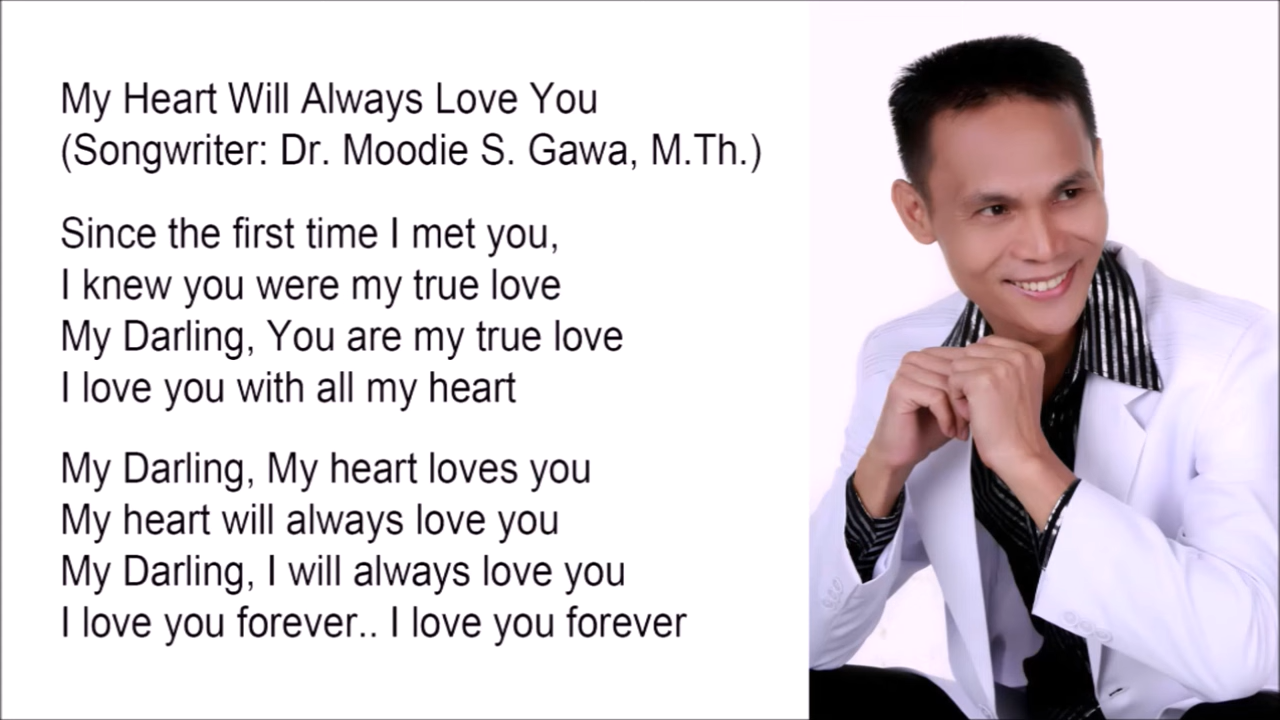 My Heart Will Always Love You
(Songwriter: Dr. Moodie S. Gawa, M.Th.)
Since the first time I met you,
I knew you were my true love
My Darling, You are my true love
I love you with all my heart
My Darling, My heart loves you
My heart will always love you
My Darling, I will always love you
I love you forever.. I love you forever